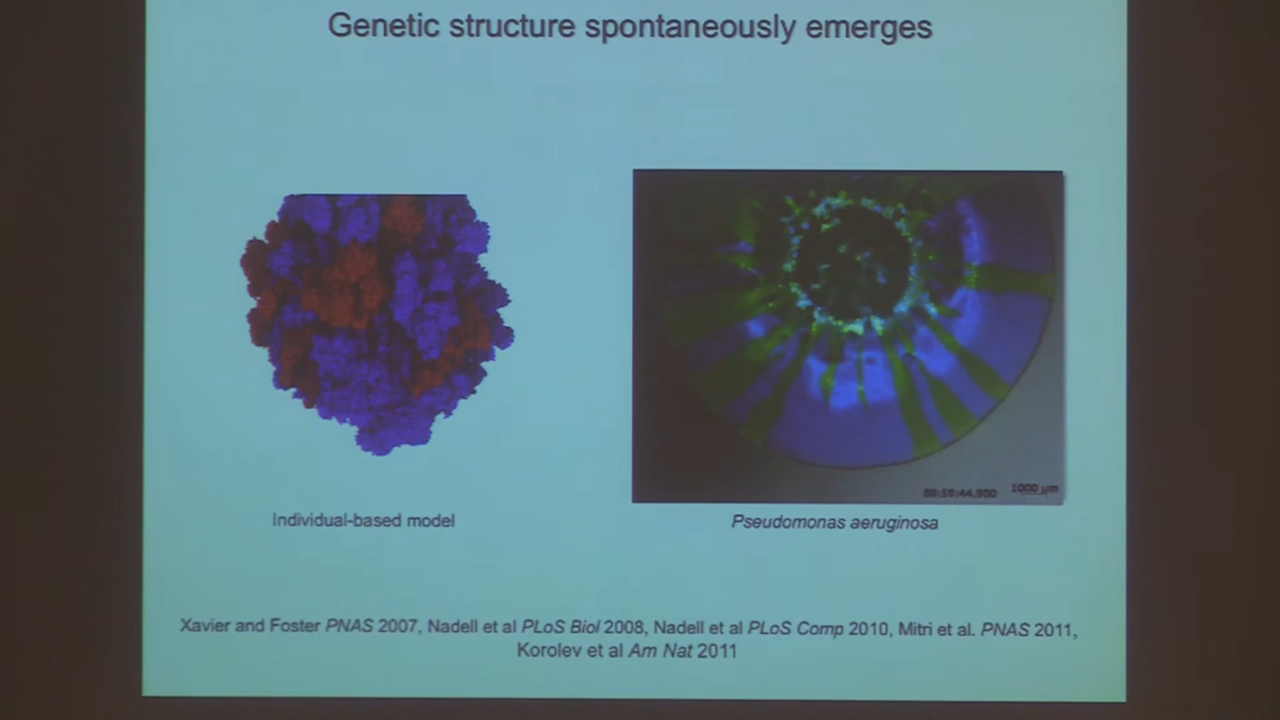 Genetic structure spontaneously emerges
1000 µm
Individual-based model
Pseudomonas aeruginosa
Xavier and Foster PNAS 2007, Nadell et al PLoS Biol 2008, Nadell et al PLoS Comp 2010, Mitri et al. PNAS 2011,
Korolev et al Am Nat 2011